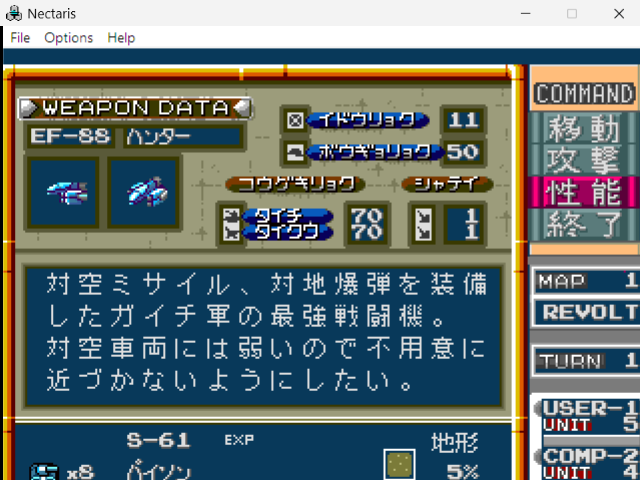 Nectaris
File Options Help
WEAPON DATA
EF-88 ハンター
イドウリョク 11
ボウギョリョク 50
コウゲキリョク シャテイ
タイチ 70 1
タイクウ 70 1
対空ミサイル、対地爆弾を装備
したガイチ軍の最強戦闘機。
対空車両には弱いので不用意に
近づかないようにしたい。
S-61 EXP 地形
x8 パイソン 5%
COMMAND
移動
攻撃
性能
終了
MAP 1
REVOLT
TURN 1
USER-1
UNIT 5
COMP-2
UNIT 4